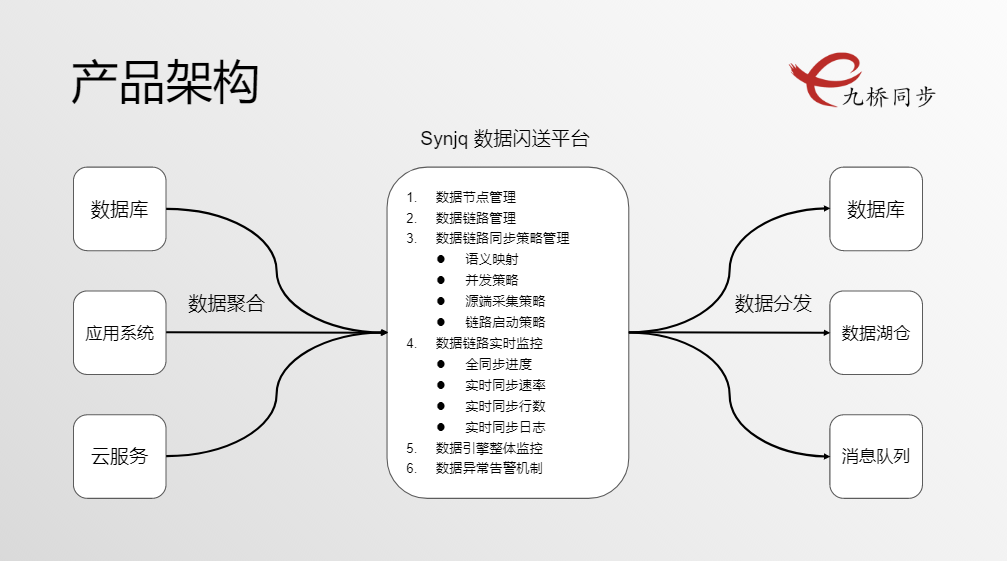 产品架构
九桥同步
Synjq 数据闪送平台
数据库
应用系统
云服务
数据聚合
1. 数据节点管理
2. 数据链路管理
3. 数据链路同步策略管理
● 语义映射
● 并发策略
● 源端采集策略
● 链路启动策略
4. 数据链路实时监控
● 全同步进度
● 实时同步速率
● 实时同步行数
● 实时同步日志
5. 数据引擎整体监控
6. 数据异常告警机制
数据分发
数据库
数据湖仓
消息队列